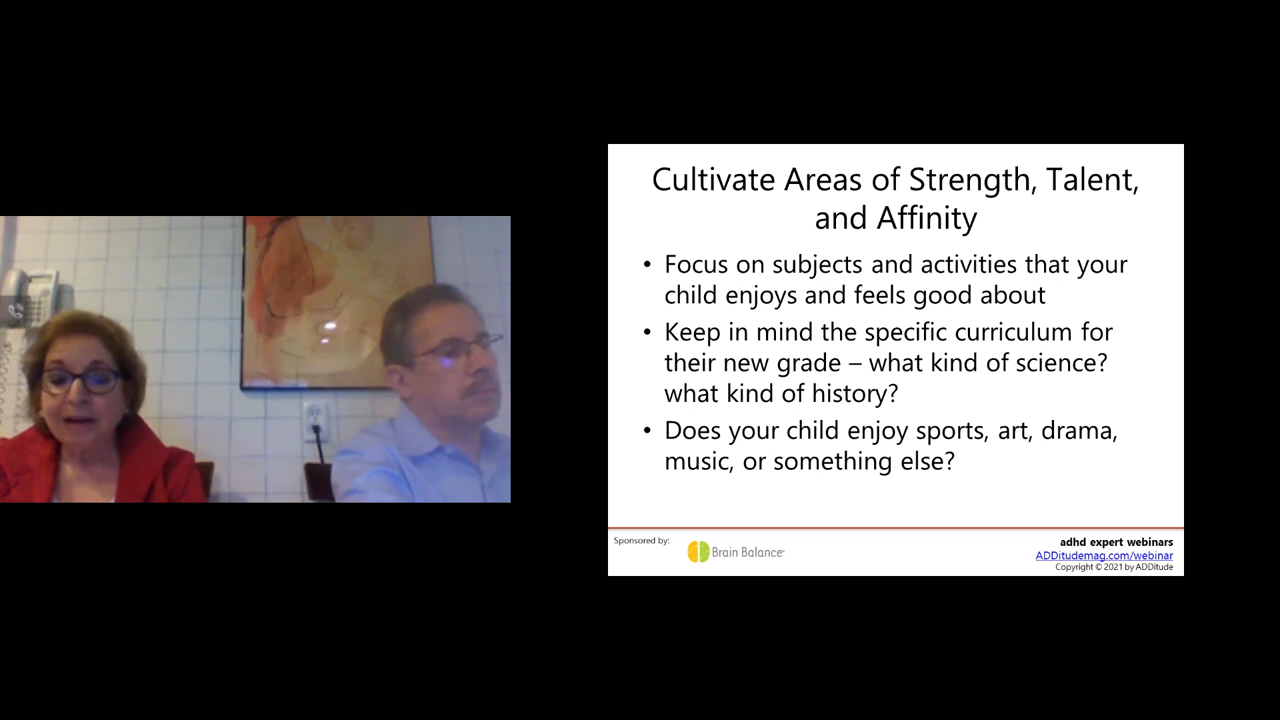 Cultivate Areas of Strength, Talent,
and Affinity
• Focus on subjects and activities that your
child enjoys and feels good about
• Keep in mind the specific curriculum for
their new grade – what kind of science?
what kind of history?
• Does your child enjoy sports, art, drama,
music, or something else?
Sponsored by:
Brain Balance
adhd expert webinars
ADDitudemag.com/webinar
Copyright © 2021 by ADDitude